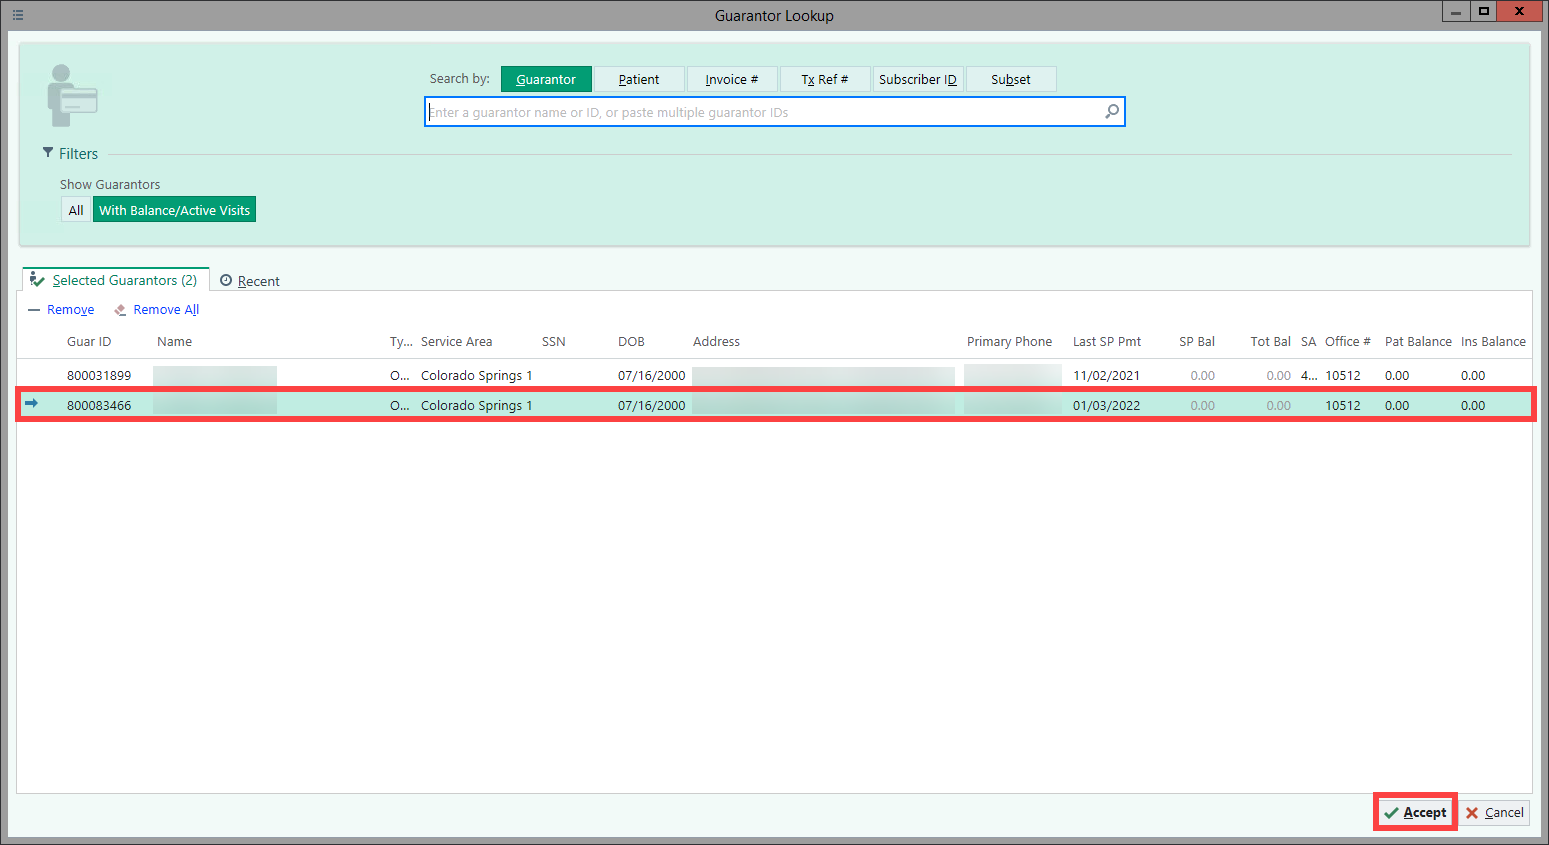 Guarantor Lookup
Search by: Guarantor Patient Invoice # Tx Ref # Subscriber ID Subset
Enter a guarantor name or ID, or paste multiple guarantor IDs
Filters
Show Guarantors
All With Balance/Active Visits
Selected Guarantors (2) Recent
Remove Remove All
Guar ID Name Ty... Service Area SSN DOB Address Primary Phone Last SP Pmt SP Bal Tot Bal SA Office # Pat Balance Ins Balance
800031899 O... Colorado Springs 1 07/16/2000 11/02/2021 0.00 0.00 4... 10512 0.00 0.00
800083466 O... Colorado Springs 1 07/16/2000 01/03/2022 0.00 0.00 10512 0.00 0.00
Accept Cancel